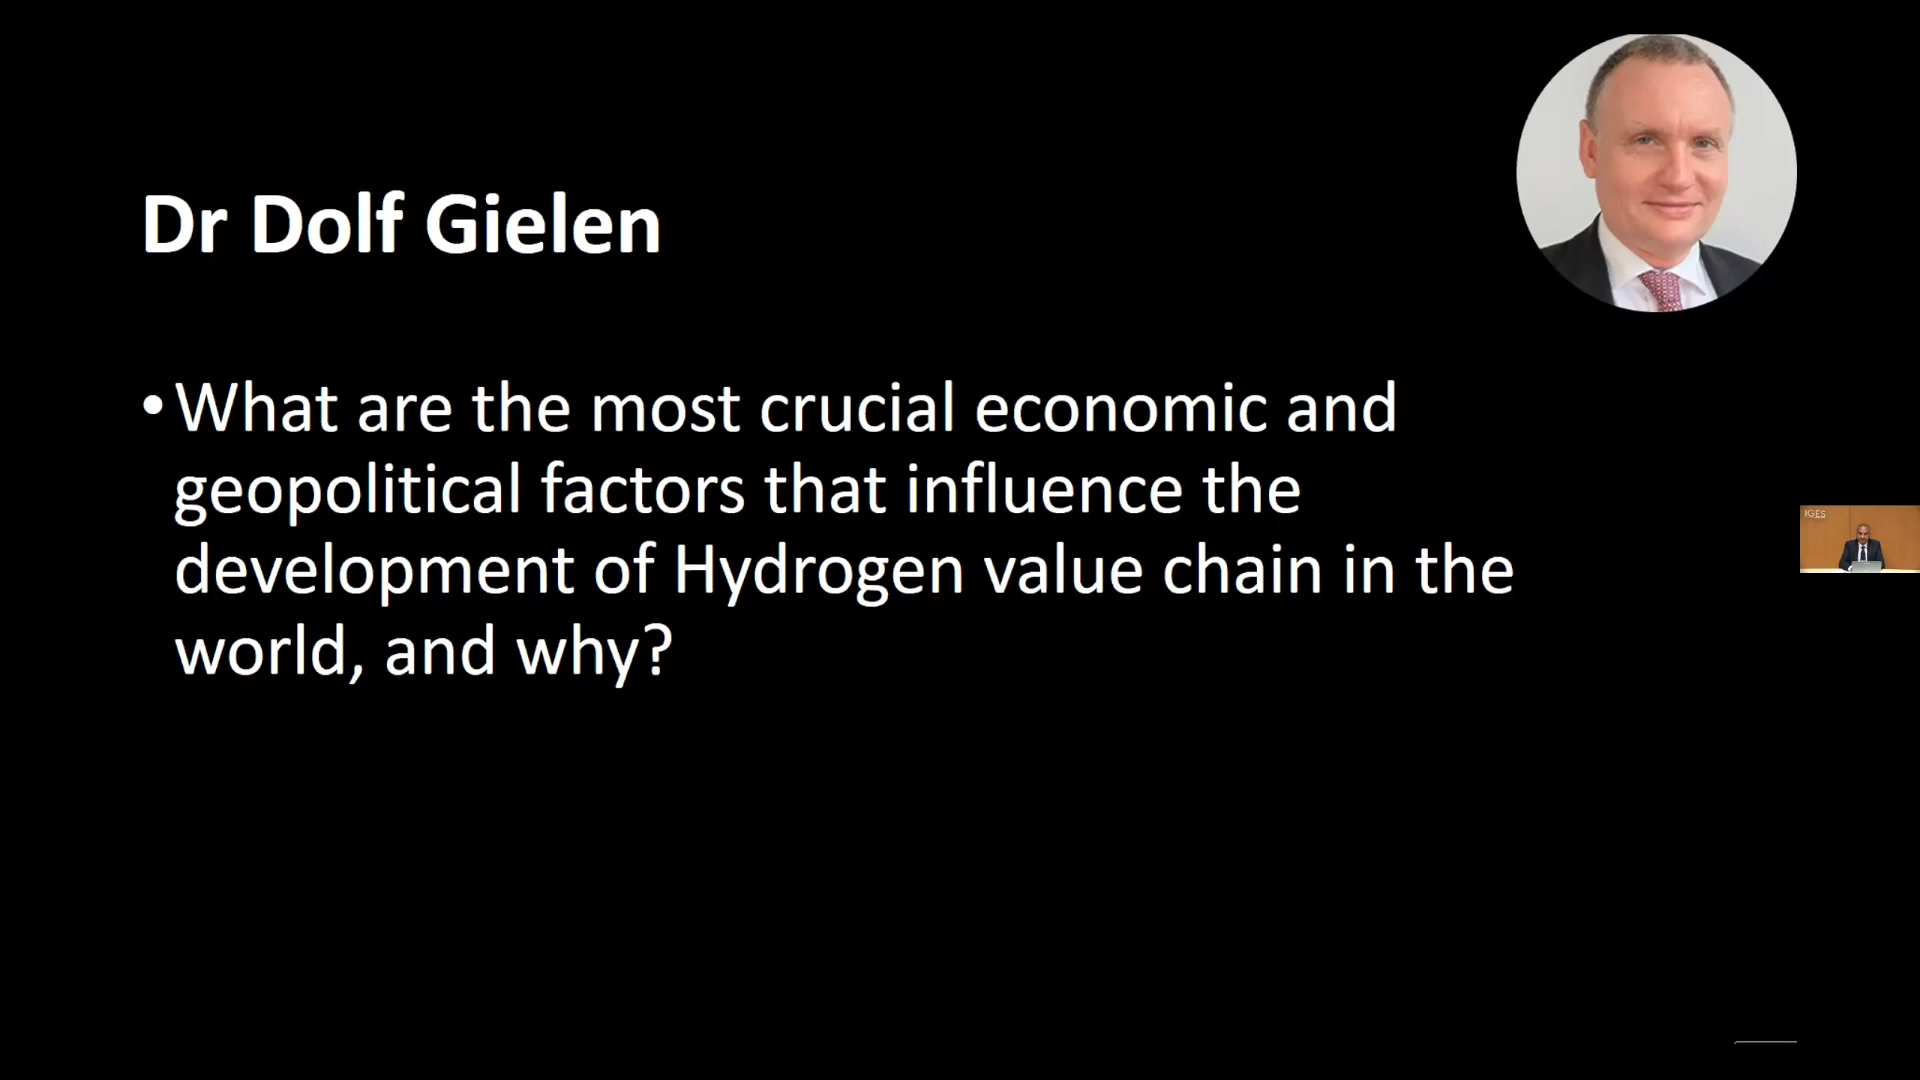 Dr Dolf Gielen
• What are the most crucial economic and
geopolitical factors that influence the
development of Hydrogen value chain in the
world, and why?
IGES